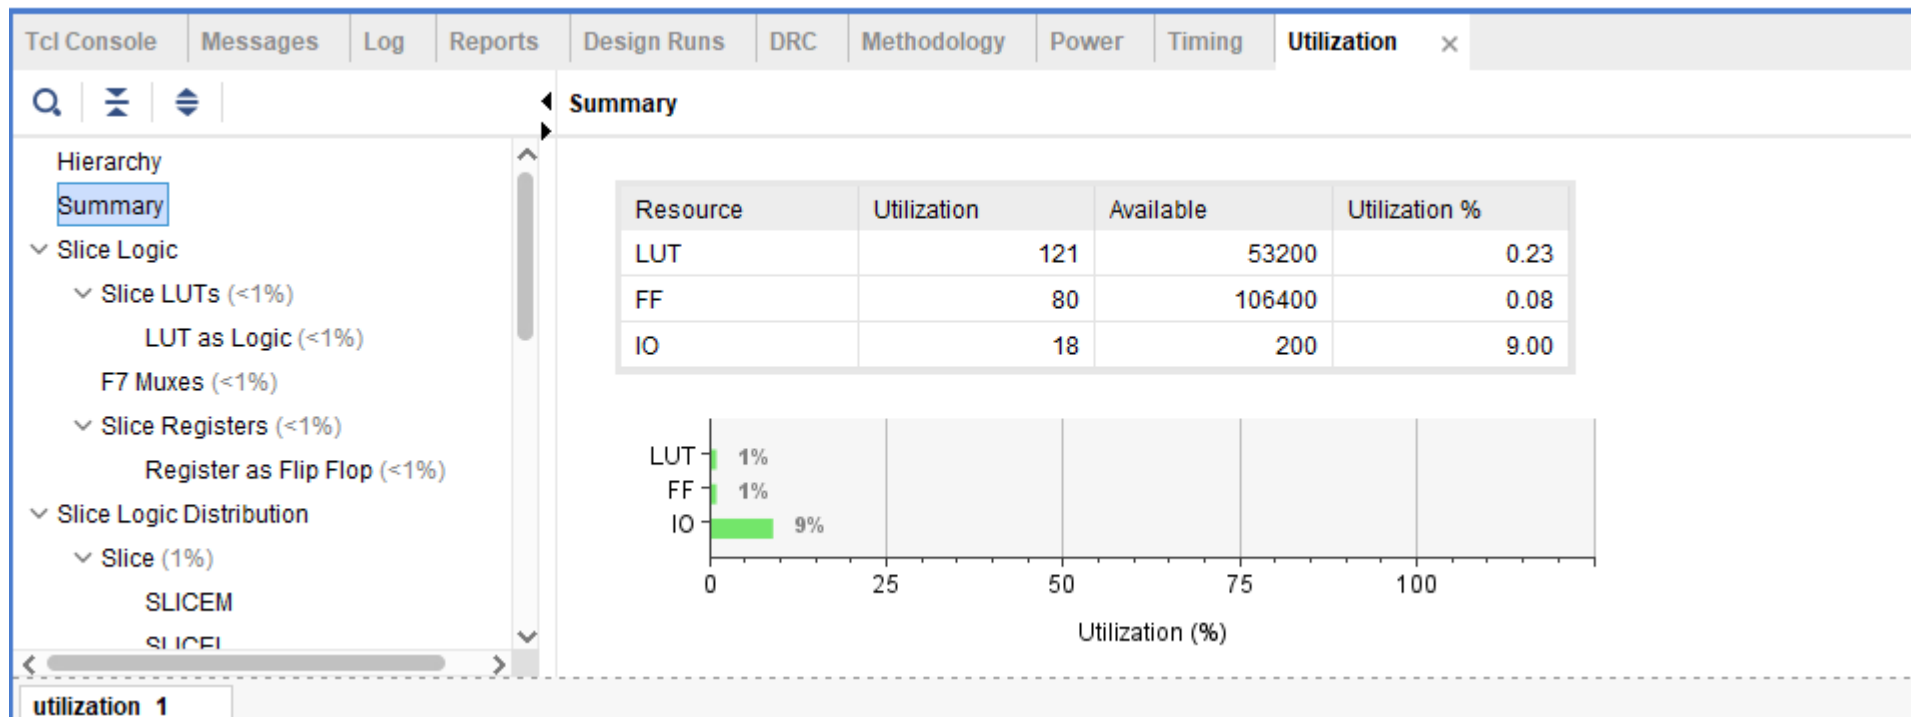 Tcl Console Messages Log Reports Design Runs DRC Methodology Power Timing Utilization
Summary
Hierarchy
Summary
Slice Logic
Slice LUTs (<1%)
LUT as Logic (<1%)
F7 Muxes (<1%)
Slice Registers (<1%)
Register as Flip Flop (<1%)
Slice Logic Distribution
Slice (1%)
SLICEM
SLICEL
Resource Utilization Available Utilization %
LUT 121 53200 0.23
FF 80 106400 0.08
IO 18 200 9.00
LUT 1%
FF 1%
IO 9%
0 25 50 75 100
Utilization (%)
utilization_1